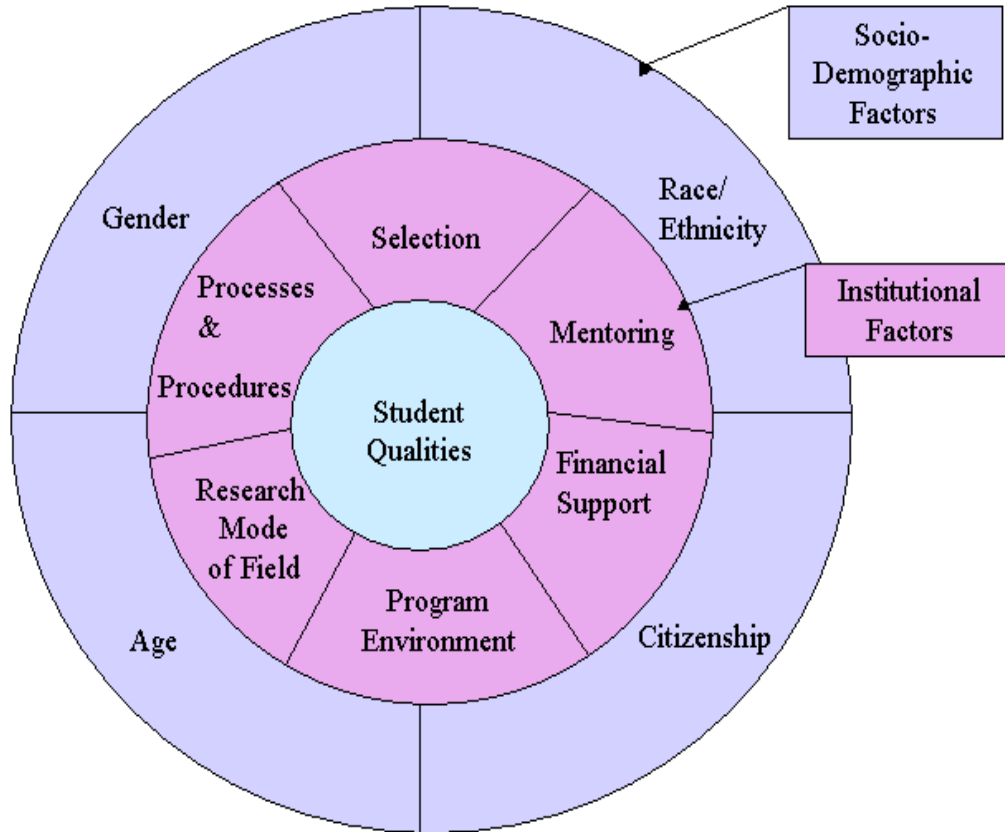 Socio-
Demographic
Factors
Gender
Race/
Ethnicity
Selection
Institutional
Factors
Processes
&
Procedures
Mentoring
Student
Qualities
Financial
Support
Research
Mode
of Field
Program
Environment
Age
Citizenship